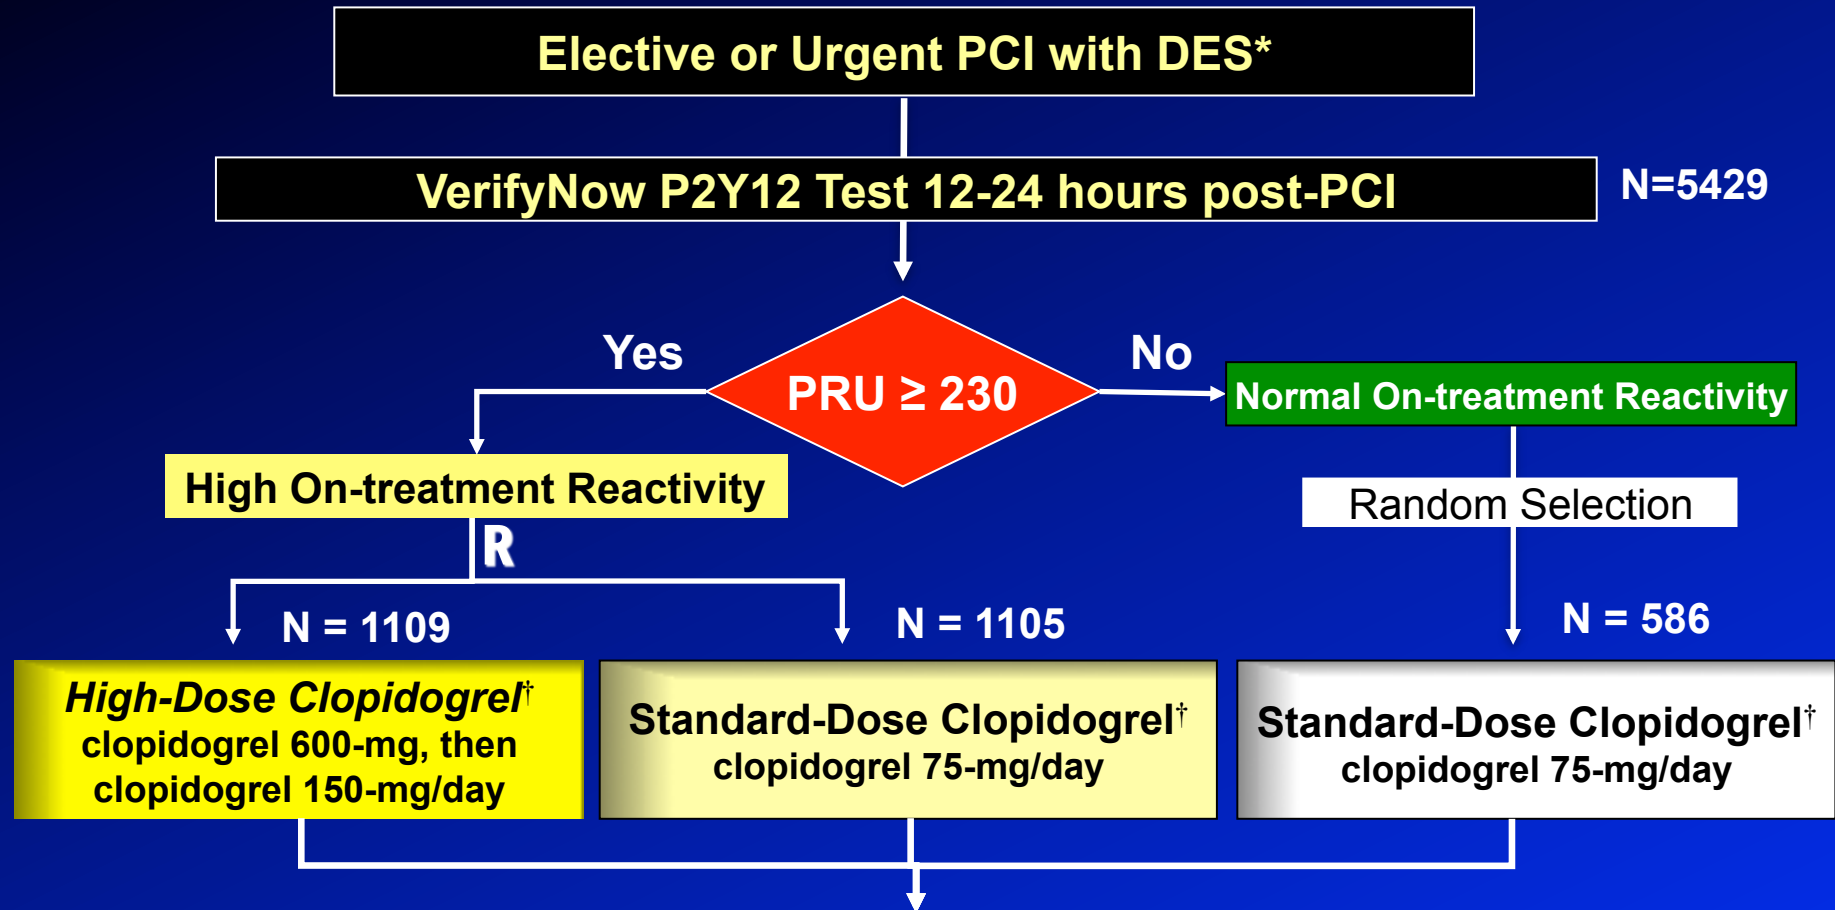 Elective or Urgent PCI with DES*
VerifyNow P2Y12 Test 12-24 hours post-PCI
N=5429
Yes
No
PRU ≥ 230
Normal On-treatment Reactivity
High On-treatment Reactivity
Random Selection
R
N = 1109
N = 1105
N = 586
High-Dose Clopidogrel†
clopidogrel 600-mg, then
clopidogrel 150-mg/day
Standard-Dose Clopidogrel†
clopidogrel 75-mg/day
Standard-Dose Clopidogrel†
clopidogrel 75-mg/day